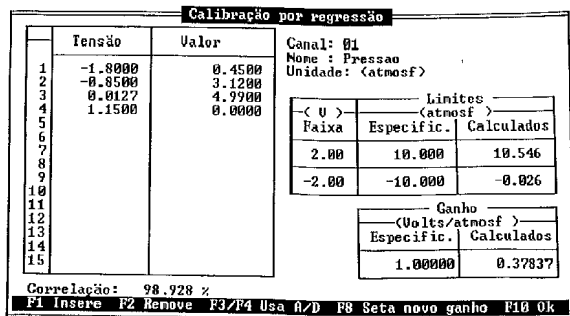 Calibração por regressão
Tensão Valor
1 -1.8000 0.4500
2 -0.8500 3.1200
3 0.0127 4.9900
4 1.1500 0.0000
5
6
7
8
9
10
11
12
13
14
15
Correlação: 98.928 %
Canal: 01
Nome : Pressao
Unidade: (atmosf)
Limites
( V ) (atmosf )
Faixa Especific. Calculados
2.00 10.000 10.546
-2.00 -10.000 -0.026
Ganho
(Volts/atmosf )
Especific. Calculados
1.00000 0.37837
F1 Insere F2 Remove F3/F4 Usa A/D F8 Seta novo ganho F10 Ok